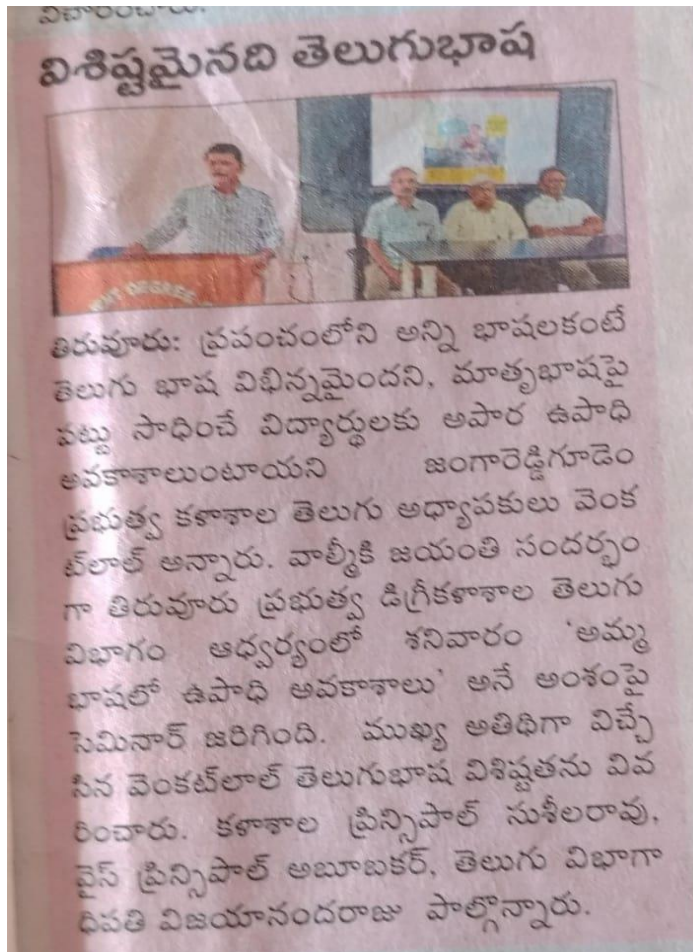 విచారించారు.
విశిష్టమైనది తెలుగుభాష
DEGREE
తిరువూరు: ప్రపంచంలోని అన్ని భాషలకంటే
తెలుగు భాష విభిన్నమైందని, మాతృభాషపై
పట్టు సాధించే విద్యార్థులకు అపార ఉపాధి
అవకాశాలుంటాయని జంగారెడ్డిగూడెం
ప్రభుత్వ కళాశాల తెలుగు అధ్యాపకులు వెంక
ట్‌లాల్ అన్నారు. వాల్మీకి జయంతి సందర్భం
గా తిరువూరు ప్రభుత్వ డిగ్రీకళాశాల తెలుగు
విభాగం ఆధ్వర్యంలో శనివారం 'అమ్మ
భాషలో ఉపాధి అవకాశాలు' అనే అంశంపై
సెమినార్ జరిగింది. ముఖ్య అతిథిగా విచ్చే
సిన వెంకట్‌లాల్ తెలుగుభాష విశిష్టతను వివ
రించారు. కళాశాల ప్రిన్సిపాల్ సుశీలరావు,
వైస్ ప్రిన్సిపాల్ అబూబకర్, తెలుగు విభాగా
ధిపతి విజయానందరాజు పాల్గొన్నారు.